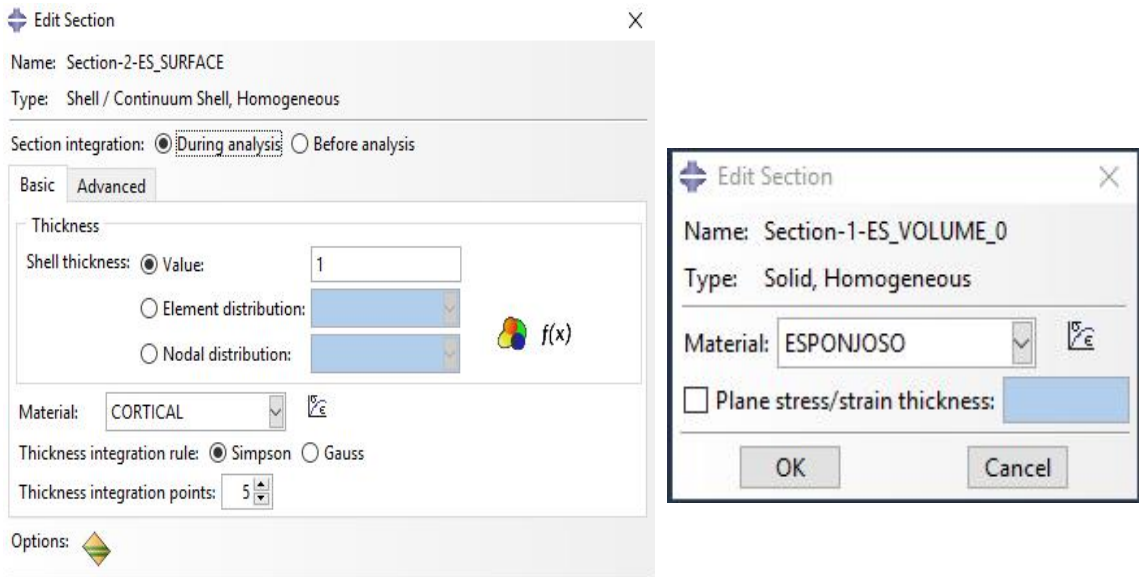 Edit Section
Name: Section-2-ES_SURFACE
Type: Shell / Continuum Shell, Homogeneous
Section integration: During analysis Before analysis
Basic Advanced
Thickness
Shell thickness: Value: 1
Element distribution:
Nodal distribution:
f(x)
Material: CORTICAL
Thickness integration rule: Simpson Gauss
Thickness integration points: 5
Options:
Edit Section
Name: Section-1-ES_VOLUME_0
Type: Solid, Homogeneous
Material: ESPONJOSO
Plane stress/strain thickness:
OK Cancel